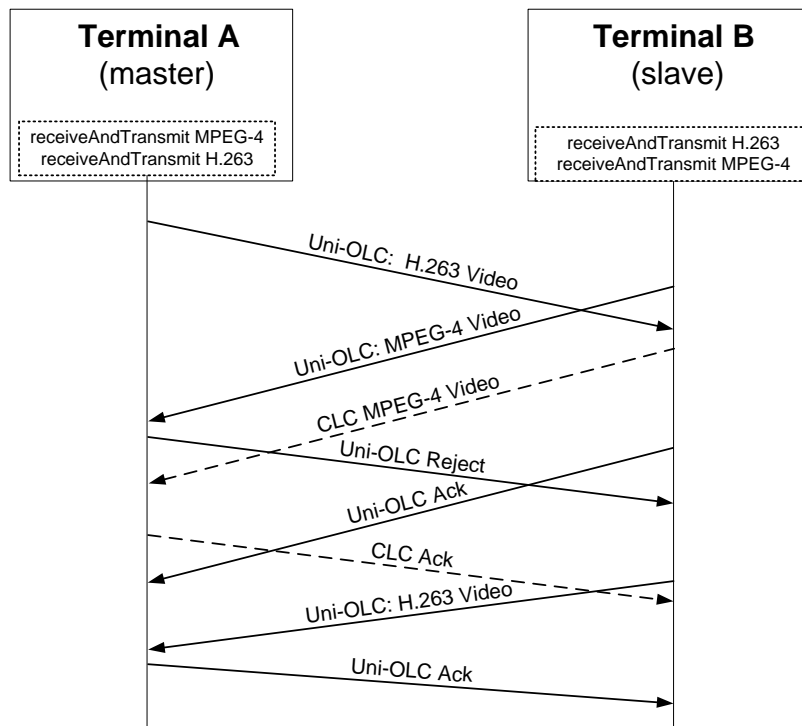 Terminal A
(master)
receiveAndTransmit MPEG-4
receiveAndTransmit H.263
Terminal B
(slave)
receiveAndTransmit H.263
receiveAndTransmit MPEG-4
Uni-OLC: H.263 Video
Uni-OLC: MPEG-4 Video
CLC MPEG-4 Video
Uni-OLC Reject
Uni-OLC Ack
CLC Ack
Uni-OLC: H.263 Video
Uni-OLC Ack